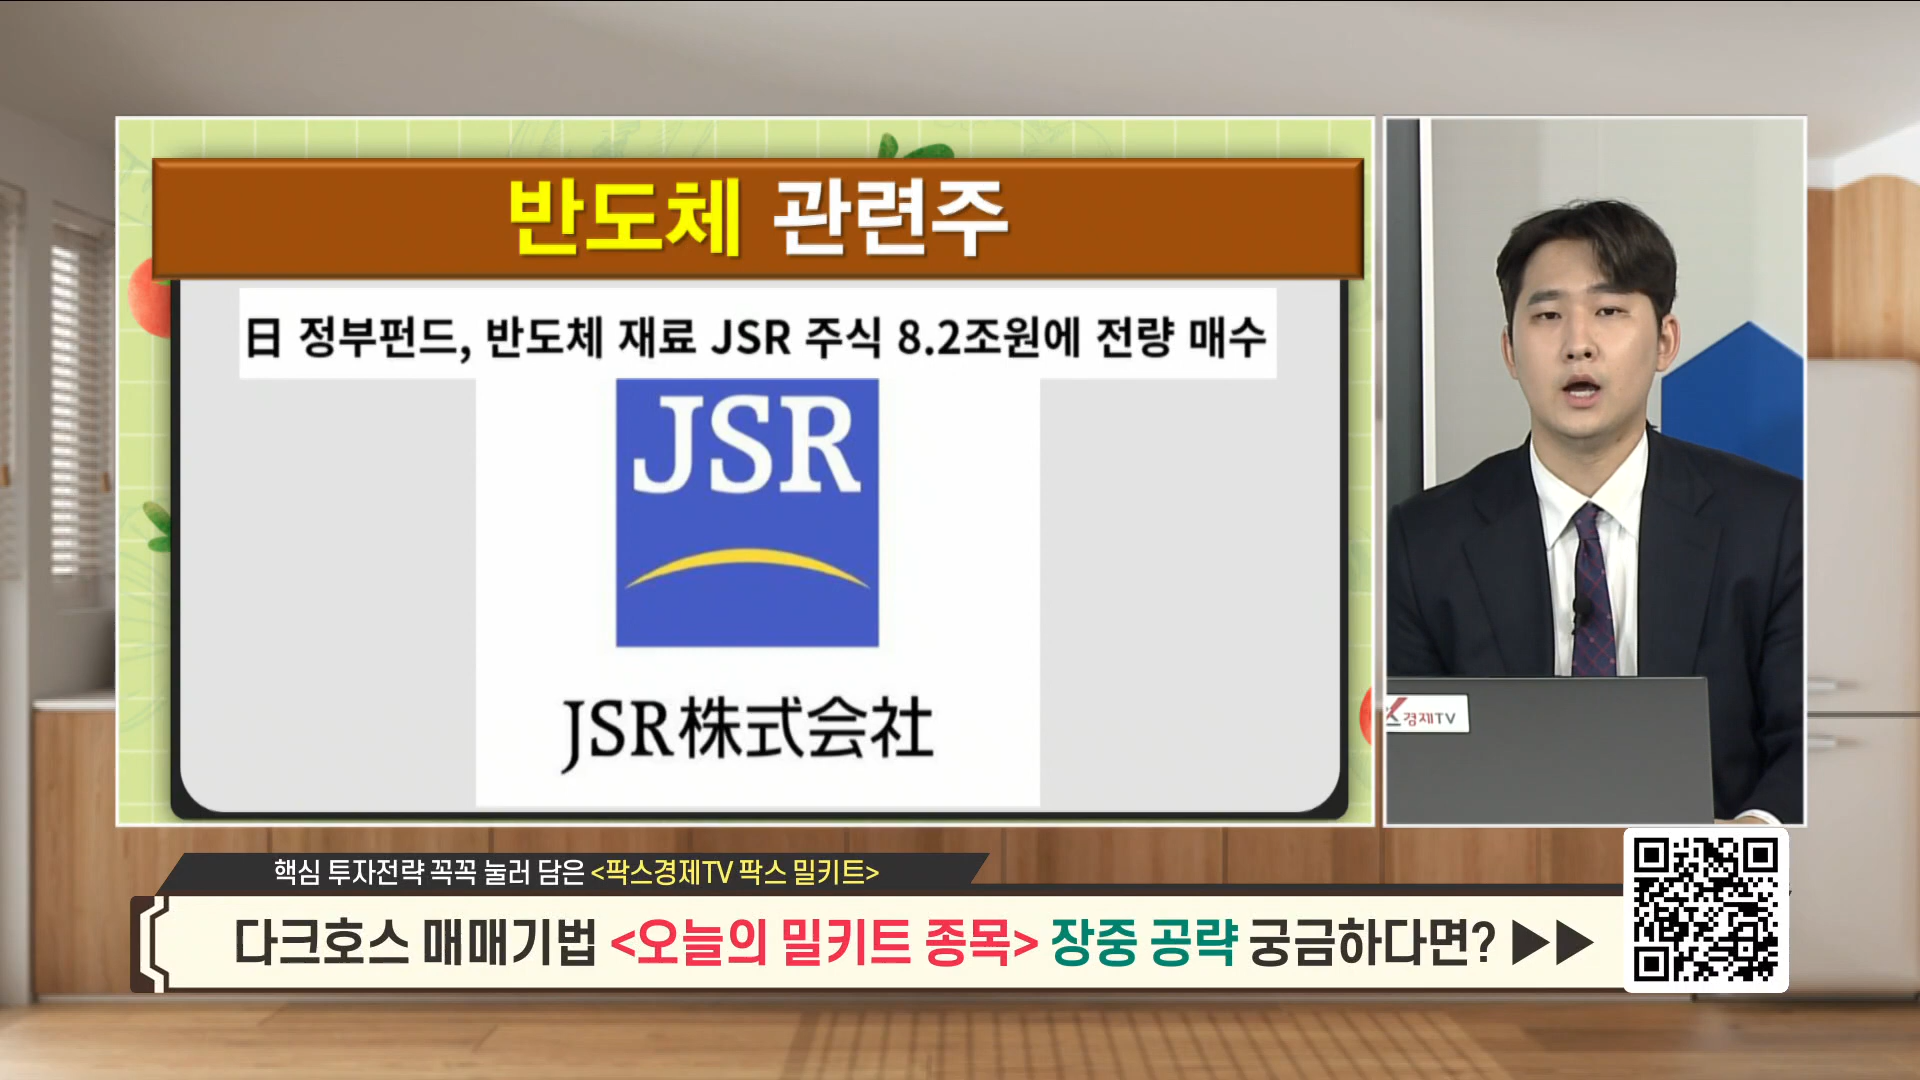 반도체 관련주
日 정부펀드, 반도체 재료 JSR 주식 8.2조원에 전량 매수
JSR
JSR株式会社
경제TV
핵심 투자전략 꼭꼭 눌러 담은 <팍스경제TV 팍스 밀키트>
다크호스 매매기법 <오늘의 밀키트 종목> 장중 공략 궁금하다면? ▶▶